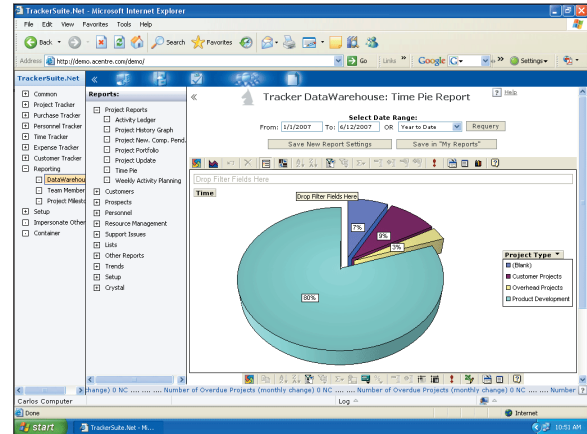 TrackerSuite.Net - Microsoft Internet Explorer
File Edit View Favorites Tools Help
Back Search Favorites
Address http://demo.acentre.com/demo/ Go Links Google Settings
TrackerSuite.Net
Common
Project Tracker
Purchase Tracker
Personnel Tracker
Time Tracker
Expense Tracker
Customer Tracker
Reporting
DataWarehou
Team Member
Project Milesto
Setup
Impersonate Other
Container
Reports:
Project Reports
Activity Ledger
Project History Graph
Project New. Comp. Pend.
Project Portfolio
Project Update
Time Pie
Weekly Activity Planning
Customers
Prospects
Personnel
Resource Management
Support Issues
Lists
Other Reports
Trends
Setup
Crystal
Tracker DataWarehouse: Time Pie Report
Help
Select Date Range:
From: 1/1/2007 To: 6/12/2007 OR Year to Date Requery
Save New Report Settings Save in "My Reports"
Drop Filter Fields Here
Time
Drop Filter Fields Here
7%
9%
3%
80%
Project Type
(Blank)
Customer Projects
Overhead Projects
Product Development
change) 0 NC .... .... .... Number of Overdue Projects (monthly change) 0 NC .... .... Number of Overdue Projects (monthly change) 0 NC .... .... Number
Carlos Computer Log
Done Internet
start TrackerSuite.Net - M... 10:51 AM